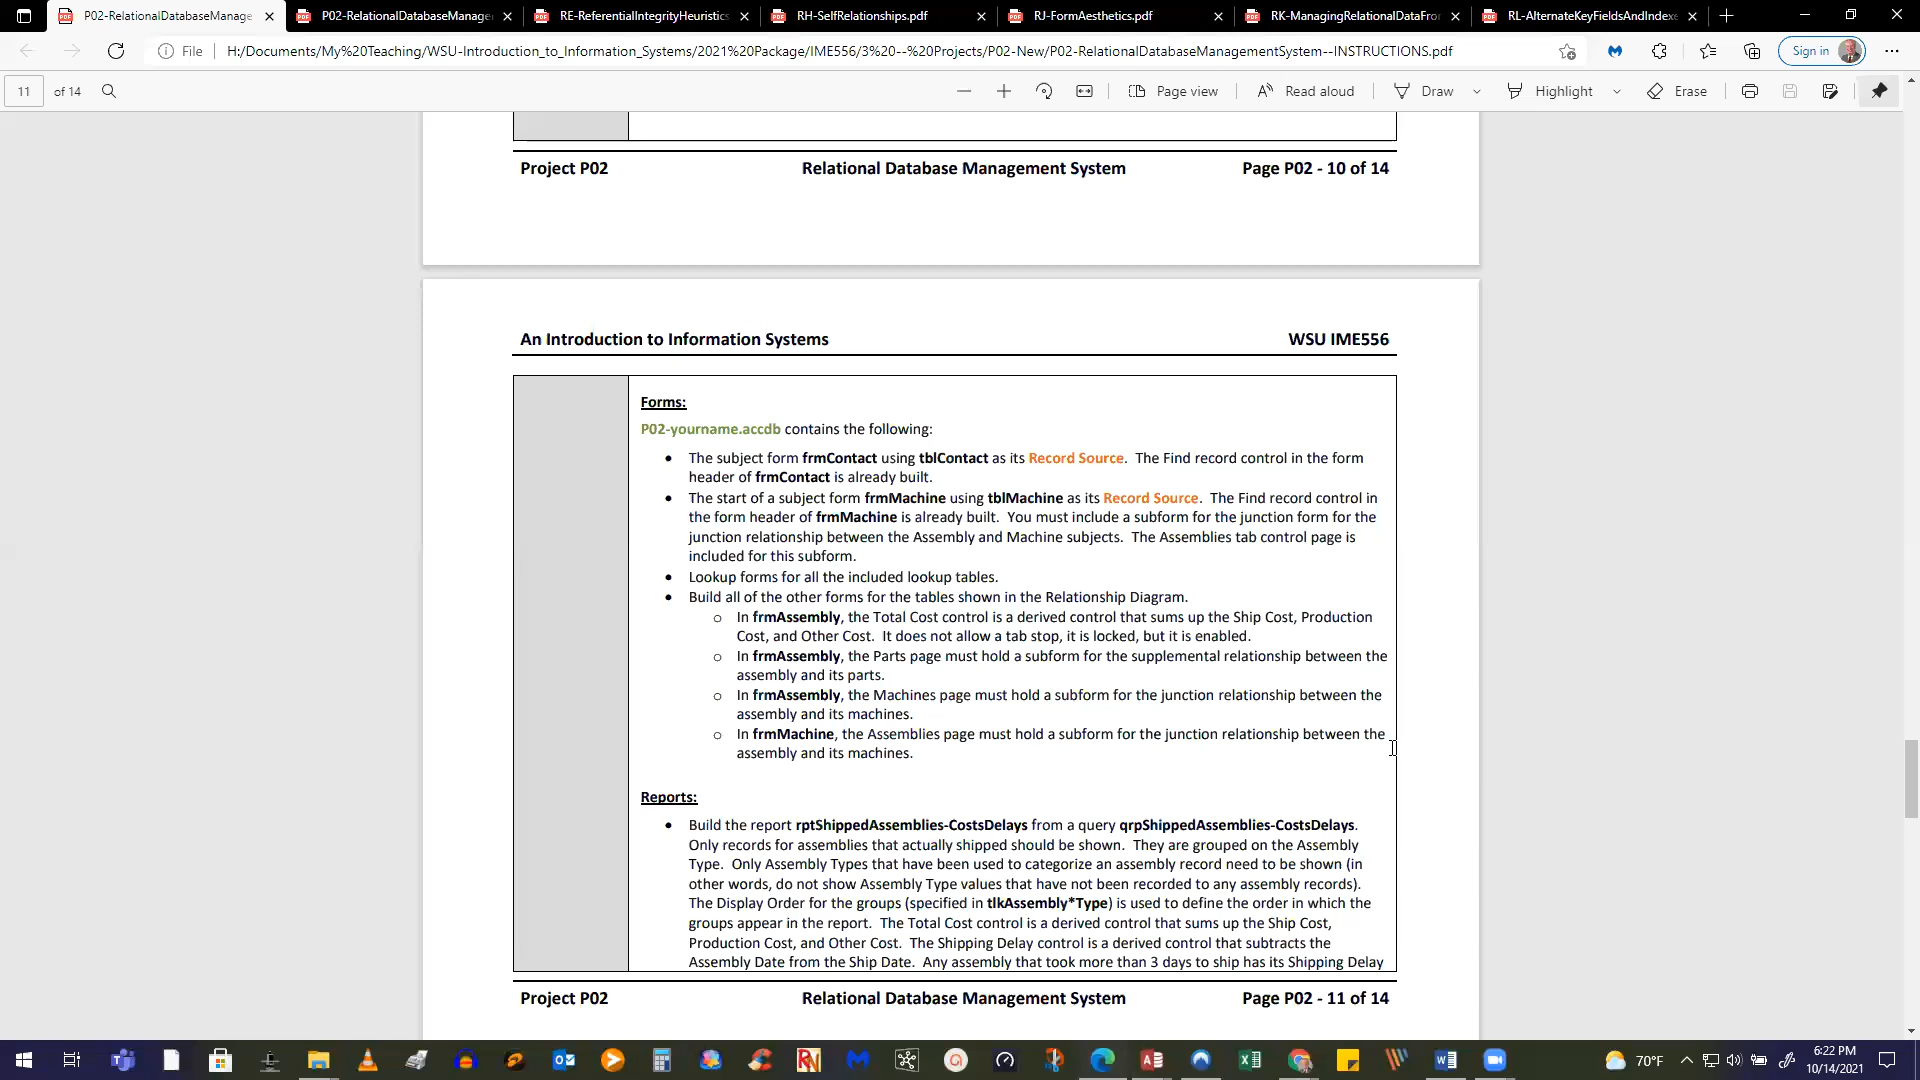 P02-RelationalDatabaseManage
P02-RelationalDatabaseManage
RE-ReferentialIntegrityHeuristics
RH-SelfRelationships.pdf
RJ-FormAesthetics.pdf
RK-ManagingRelationalDataFro
RL-AlternateKeyFieldsAndIndex
File
H:/Documents/My%20Teaching/WSU-Introduction_to_Information_Systems/2021%20Package/IME556/3%20--%20Projects/P02-New/P02-RelationalDatabaseManagementSystem--INSTRUCTIONS.pdf
Sign in
11 of 14
Page view
Read aloud
Draw
Highlight
Erase
Project P02 Relational Database Management System Page P02 - 10 of 14
An Introduction to Information Systems WSU IME556
Forms:
P02-yourname.accdb contains the following:
• The subject form frmContact using tblContact as its Record Source. The Find record control in the form
header of frmContact is already built.
• The start of a subject form frmMachine using tblMachine as its Record Source. The Find record control in
the form header of frmMachine is already built. You must include a subform for the junction form for the
junction relationship between the Assembly and Machine subjects. The Assemblies tab control page is
included for this subform.
• Lookup forms for all the included lookup tables.
• Build all of the other forms for the tables shown in the Relationship Diagram.
o In frmAssembly, the Total Cost control is a derived control that sums up the Ship Cost, Production
Cost, and Other Cost. It does not allow a tab stop, it is locked, but it is enabled.
o In frmAssembly, the Parts page must hold a subform for the supplemental relationship between the
assembly and its parts.
o In frmAssembly, the Machines page must hold a subform for the junction relationship between the
assembly and its machines.
o In frmMachine, the Assemblies page must hold a subform for the junction relationship between the
assembly and its machines.
Reports:
• Build the report rptShippedAssemblies-CostsDelays from a query qrpShippedAssemblies-CostsDelays.
Only records for assemblies that actually shipped should be shown. They are grouped on the Assembly
Type. Only Assembly Types that have been used to categorize an assembly record need to be shown (in
other words, do not show Assembly Type values that have not been recorded to any assembly records).
The Display Order for the groups (specified in tlkAssembly*Type) is used to define the order in which the
groups appear in the report. The Total Cost control is a derived control that sums up the Ship Cost,
Production Cost, and Other Cost. The Shipping Delay control is a derived control that subtracts the
Assembly Date from the Ship Date. Any assembly that took more than 3 days to ship has its Shipping Delay
Project P02 Relational Database Management System Page P02 - 11 of 14
70°F
6:22 PM
10/14/2021